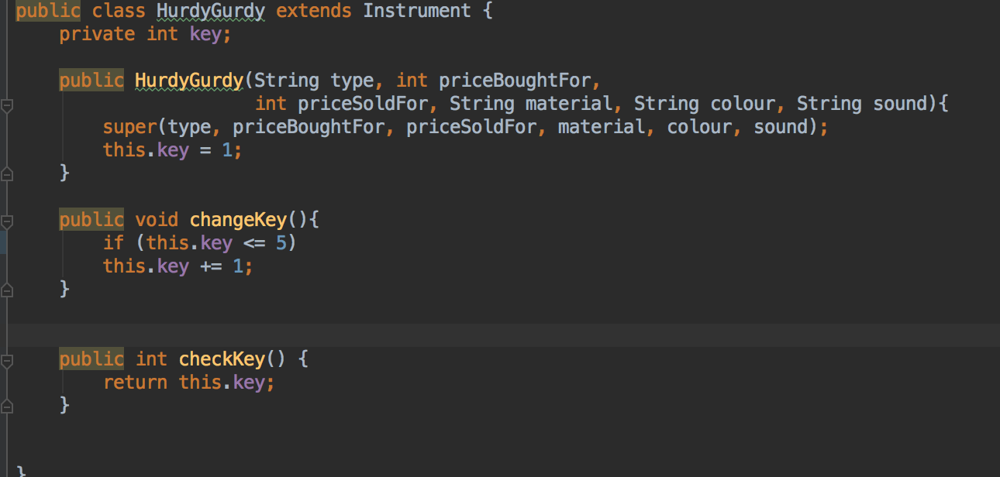 public class HurdyGurdy extends Instrument {
    private int key;

    public HurdyGurdy(String type, int priceBoughtFor,
                      int priceSoldFor, String material, String colour, String sound){
        super(type, priceBoughtFor, priceSoldFor, material, colour, sound);
        this.key = 1;
    }

    public void changeKey(){
        if (this.key <= 5)
        this.key += 1;
    }

    public int checkKey() {
        return this.key;
    }

}